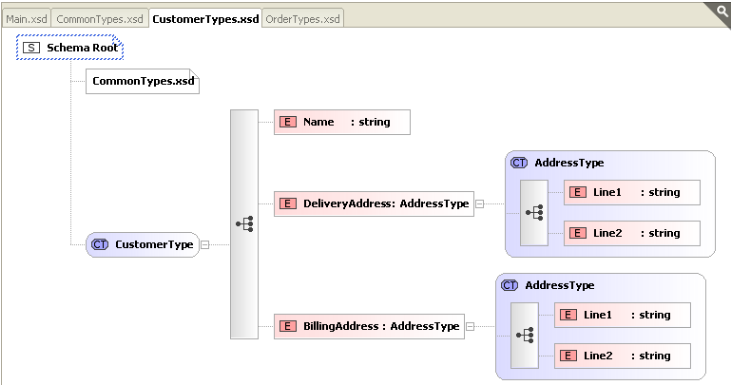 Main.xsd CommonTypes.xsd CustomerTypes.xsd OrderTypes.xsd
S Schema Root
CommonTypes.xsd
E Name : string
CT AddressType
E Line1 : string
E DeliveryAddress: AddressType
E Line2 : string
CT CustomerType
CT AddressType
E Line1 : string
E BillingAddress : AddressType
E Line2 : string